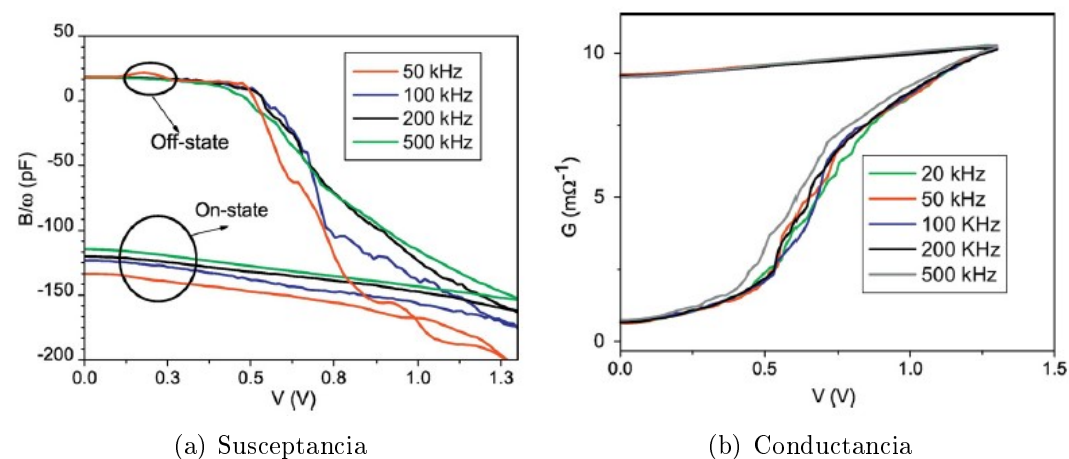 50
0
-50
-100
-150
-200
B/ω (pF)
0.0
0.3
0.5
0.8
1.0
1.3
V (V)
Off-state
On-state
50 kHz
100 kHz
200 kHz
500 kHz
(a) Susceptancia
10
5
0
G (mΩ⁻¹)
0.0
0.5
1.0
1.5
V (V)
20 kHz
50 kHz
100 KHz
200 KHz
500 kHz
(b) Conductancia